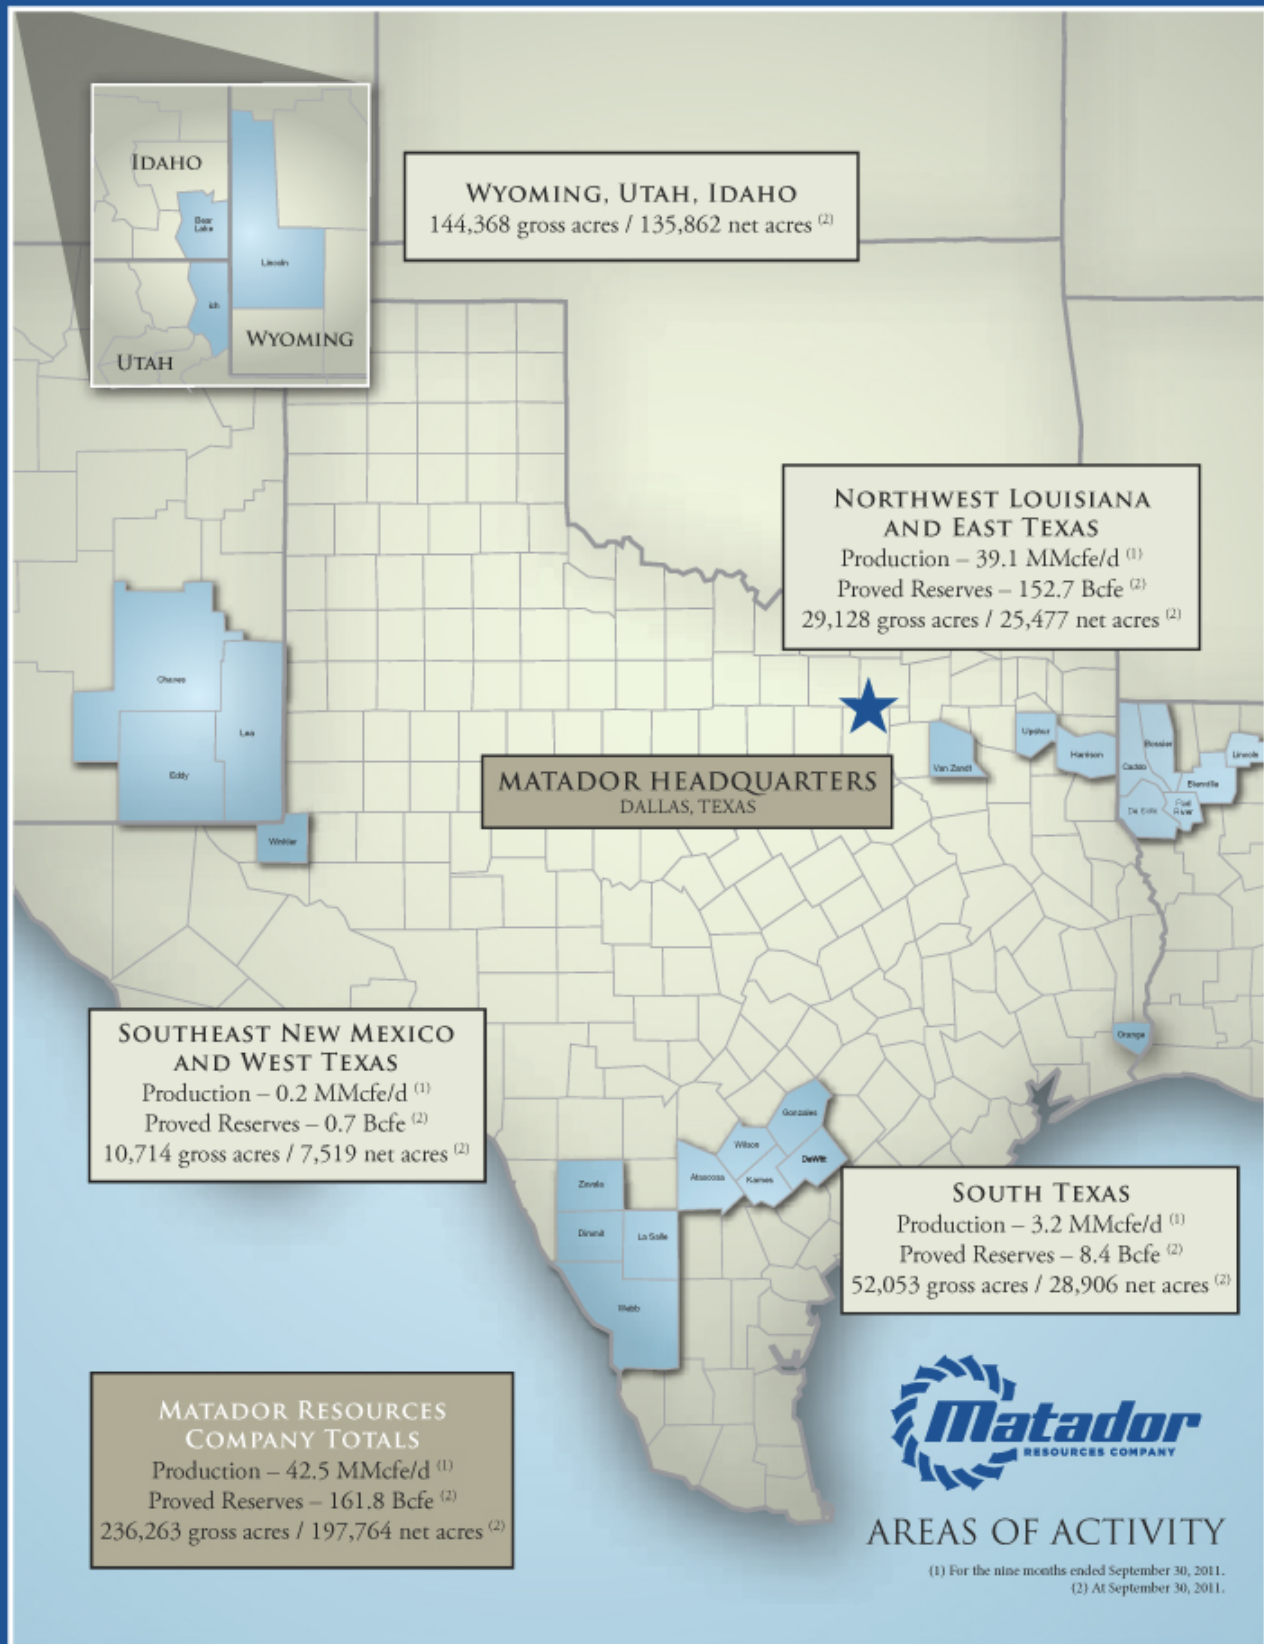 IDAHO
Bear
Lake
Lincoln
ich
WYOMING
UTAH
WYOMING, UTAH, IDAHO
144,368 gross acres / 135,862 net acres (2)
NORTHWEST LOUISIANA
AND EAST TEXAS
Production – 39.1 MMcfe/d (1)
Proved Reserves – 152.7 Bcfe (2)
29,128 gross acres / 25,477 net acres (2)
Chaves
Lea
Eddy
Winkler
MATADOR HEADQUARTERS
DALLAS, TEXAS
Van Zandt
Upshur
Harrison
Bossier
Caddo
Lincoln
Bienville
De Soto
Red
River
Orange
SOUTHEAST NEW MEXICO
AND WEST TEXAS
Production – 0.2 MMcfe/d (1)
Proved Reserves – 0.7 Bcfe (2)
10,714 gross acres / 7,519 net acres (2)
Gonzales
Wilson
DeWitt
Atascosa
Karnes
Zavala
Dimmit
La Salle
Webb
SOUTH TEXAS
Production – 3.2 MMcfe/d (1)
Proved Reserves – 8.4 Bcfe (2)
52,053 gross acres / 28,906 net acres (2)
MATADOR RESOURCES
COMPANY TOTALS
Production – 42.5 MMcfe/d (1)
Proved Reserves – 161.8 Bcfe (2)
236,263 gross acres / 197,764 net acres (2)
Matador
RESOURCES COMPANY
AREAS OF ACTIVITY
(1) For the nine months ended September 30, 2011.
(2) At September 30, 2011.